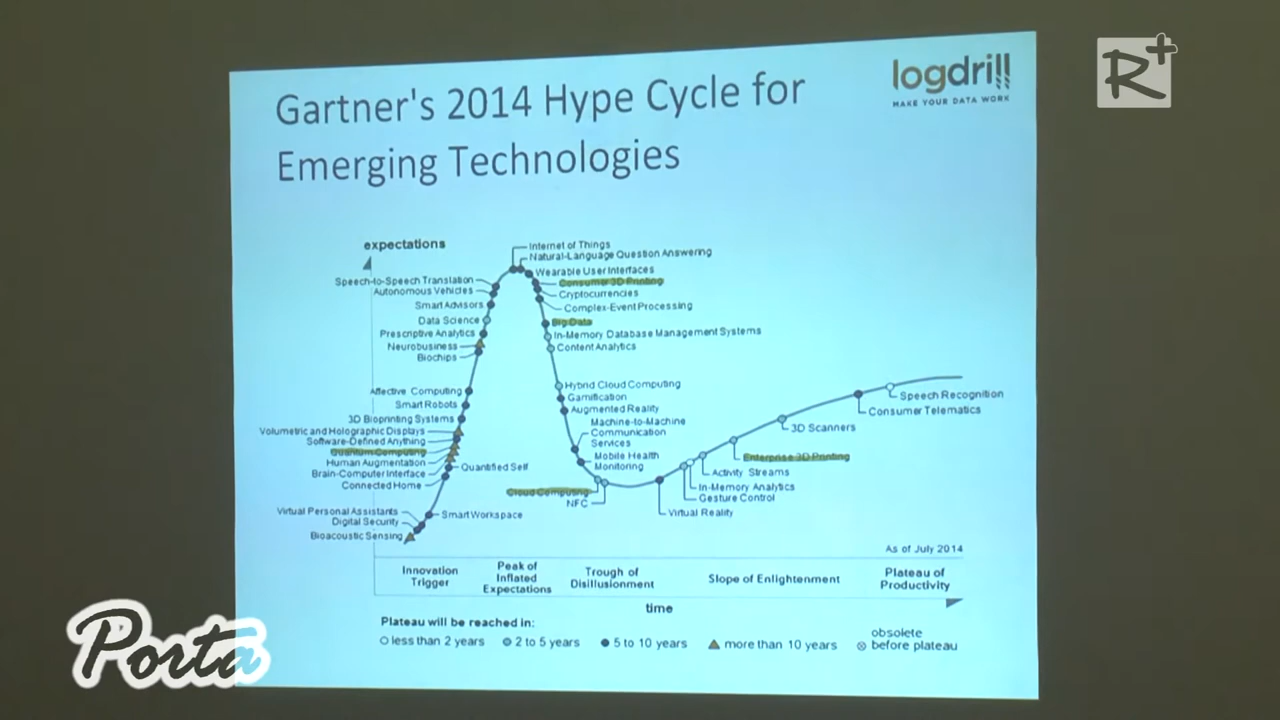 R+
logdrill
MAKE YOUR DATA WORK
Gartner's 2014 Hype Cycle for
Emerging Technologies
expectations
Internet of Things
Natural-Language Question Answering
Wearable User Interfaces
Consumer 3D Printing
Cryptocurrencies
Complex-Event Processing
Big Data
In-Memory Database Management Systems
Content Analytics
Speech-to-Speech Translation
Autonomous Vehicles
Smart Advisors
Data Science
Prescriptive Analytics
Neurobusiness
Biochips
Affective Computing
Smart Robots
3D Bioprinting Systems
Volumetric and Holographic Displays
Software-Defined Anything
Quantum Computing
Human Augmentation
Brain-Computer Interface
Connected Home
Quantified Self
Virtual Personal Assistants
Digital Security
Bioacoustic Sensing
Smart Workspace
Hybrid Cloud Computing
Gamification
Augmented Reality
Machine-to-Machine
Communication
Services
Mobile Health
Monitoring
Cloud Computing
NFC
Speech Recognition
Consumer Telematics
3D Scanners
Enterprise 3D Printing
Activity Streams
In-Memory Analytics
Gesture Control
Virtual Reality
As of July 2014
Innovation
Trigger
Peak of
Inflated
Expectations
Trough of
Disillusionment
Slope of Enlightenment
Plateau of
Productivity
time
Plateau will be reached in:
less than 2 years
2 to 5 years
5 to 10 years
more than 10 years
obsolete
before plateau
Porta